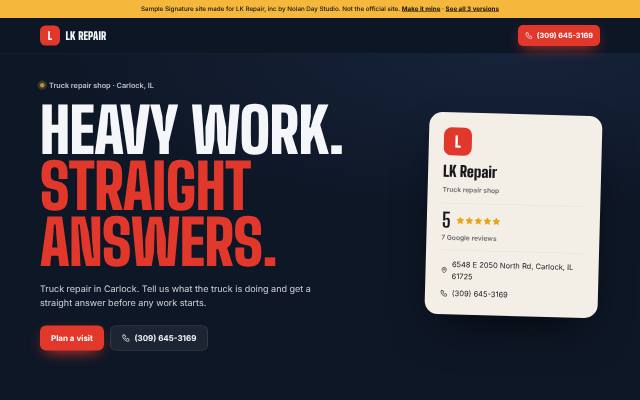 Sample Signature site made for LK Repair, inc by Nolan Day Studio. Not the official site. Make it mine · See all 3 versions
L LK REPAIR
(309) 645-3169
Truck repair shop · Carlock, IL
HEAVY WORK.
STRAIGHT
ANSWERS.
Truck repair in Carlock. Tell us what the truck is doing and get a
straight answer before any work starts.
Plan a visit
(309) 645-3169
L
LK Repair
Truck repair shop
5 ★★★★★
7 Google reviews
6548 E 2050 North Rd, Carlock, IL
61725
(309) 645-3169